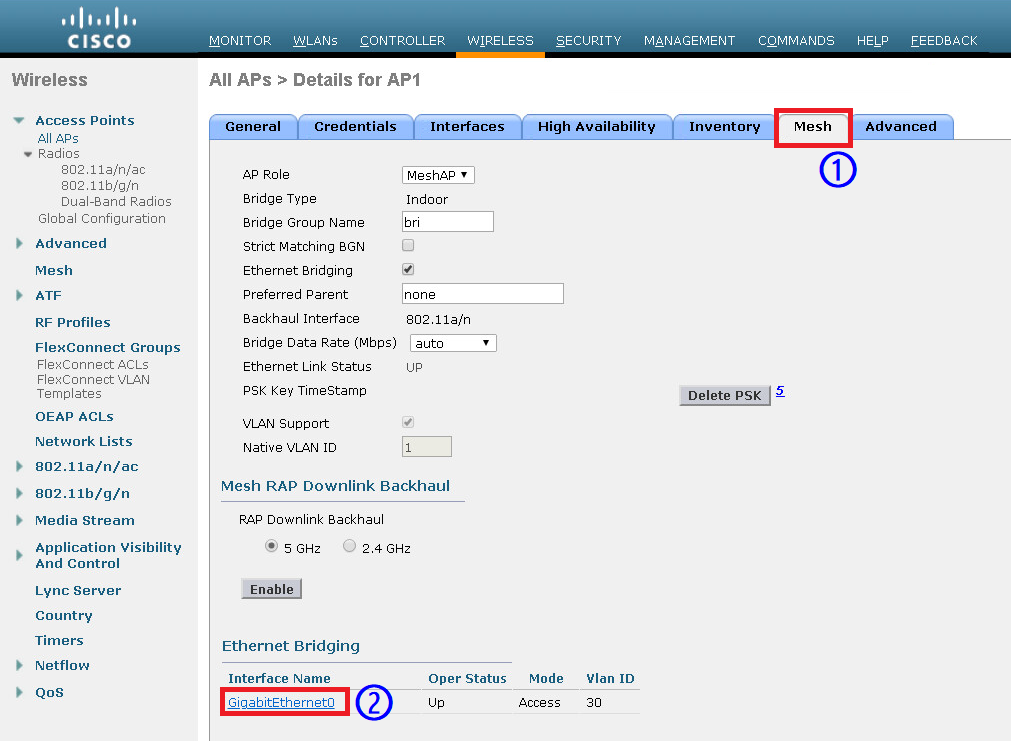 CISCO
MONITOR WLANs CONTROLLER WIRELESS SECURITY MANAGEMENT COMMANDS HELP FEEDBACK
Wireless
Access Points
All APs
Radios
802.11a/n/ac
802.11b/g/n
Dual-Band Radios
Global Configuration
Advanced
Mesh
ATF
RF Profiles
FlexConnect Groups
FlexConnect ACLs
FlexConnect VLAN
Templates
OEAP ACLs
Network Lists
802.11a/n/ac
802.11b/g/n
Media Stream
Application Visibility
And Control
Lync Server
Country
Timers
Netflow
QoS
All APs > Details for AP1
General Credentials Interfaces High Availability Inventory Mesh Advanced
1
AP Role MeshAP
Bridge Type Indoor
Bridge Group Name bri
Strict Matching BGN
Ethernet Bridging
Preferred Parent none
Backhaul Interface 802.11a/n
Bridge Data Rate (Mbps) auto
Ethernet Link Status UP
PSK Key TimeStamp Delete PSK 5
VLAN Support
Native VLAN ID 1
Mesh RAP Downlink Backhaul
RAP Downlink Backhaul
5 GHz 2.4 GHz
Enable
Ethernet Bridging
Interface Name Oper Status Mode Vlan ID
GigabitEthernet0 2 Up Access 30